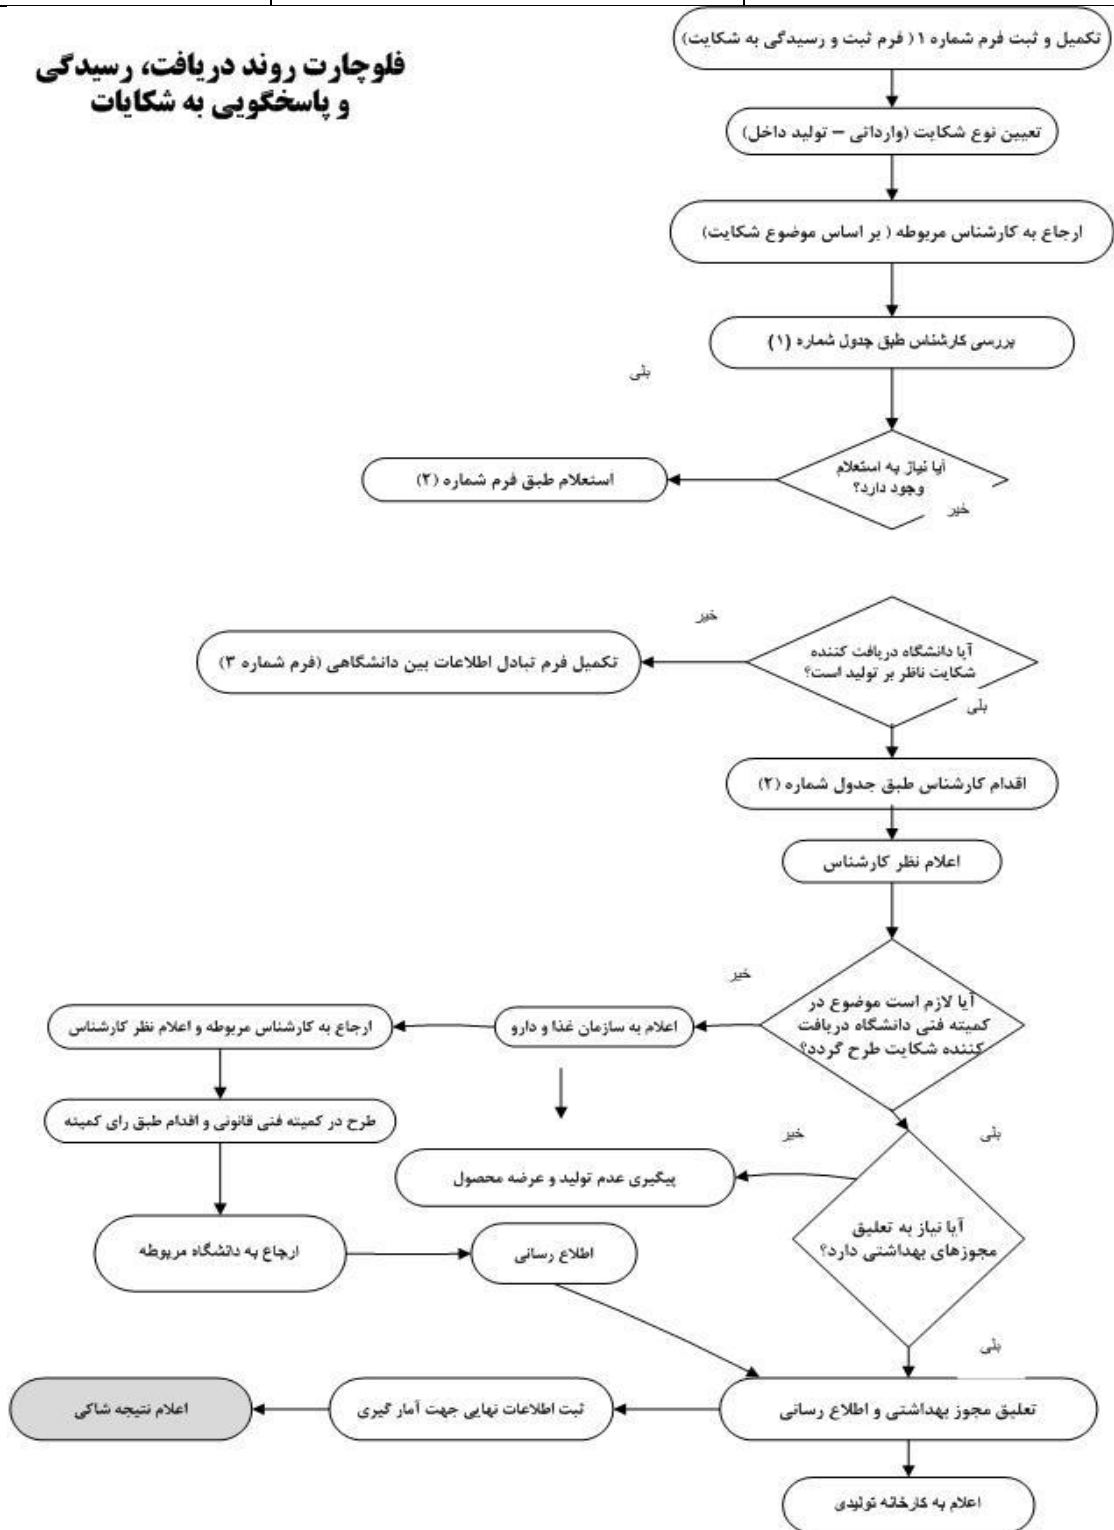 فلوچارت روند دریافت، رسیدگی
و پاسخگویی به شکایات
تکمیل و ثبت فرم شماره ۱( فرم ثبت و رسیدگی به شکایت)
تعیین نوع شکایت (وارداتی – تولید داخل)
ارجاع به کارشناس مربوطه ( بر اساس موضوع شکایت)
بررسی کارشناس طبق جدول شماره (۱)
بلی
آیا نیاز به استعلام
وجود دارد؟
خیر
استعلام طبق فرم شماره (۲)
خیر
آیا دانشگاه دریافت کننده
شکایت ناظر بر تولید است؟
بلی
تکمیل فرم تبادل اطلاعات بین دانشگاهی (فرم شماره ۳)
اقدام کارشناس طبق جدول شماره (۲)
اعلام نظر کارشناس
خیر
آیا لازم است موضوع در
کمیته فنی دانشگاه دریافت
کننده شکایت طرح گردد؟
اعلام به سازمان غذا و دارو
ارجاع به کارشناس مربوطه و اعلام نظر کارشناس
طرح در کمیته فنی قانونی و اقدام طبق رای کمیته
بلی
خیر
پیگیری عدم تولید و عرضه محصول
آیا نیاز به تعلیق
مجوزهای بهداشتی دارد؟
اطلاع رسانی
ارجاع به دانشگاه مربوطه
بلی
تعلیق مجوز بهداشتی و اطلاع رسانی
ثبت اطلاعات نهایی جهت آمار گیری
اعلام نتیجه شاکی
اعلام به کارخانه تولیدی